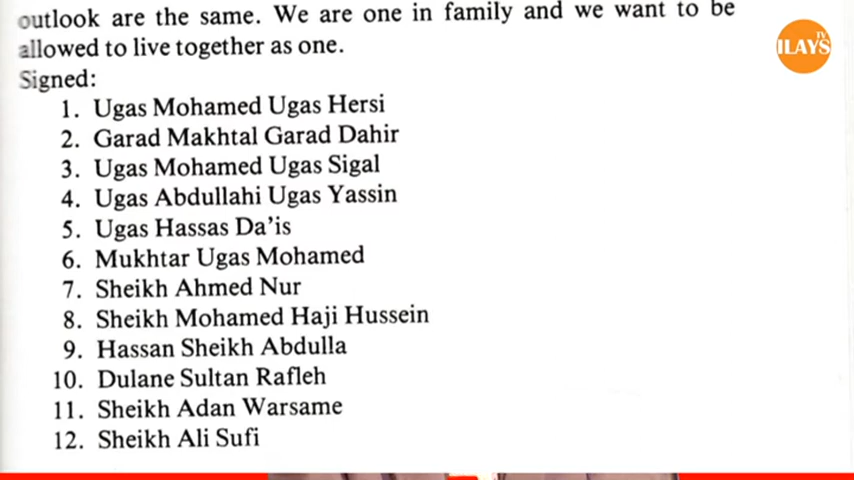 outlook are the same. We are one in family and we want to be
allowed to live together as one.
Signed:
1. Ugas Mohamed Ugas Hersi
2. Garad Makhtal Garad Dahir
3. Ugas Mohamed Ugas Sigal
4. Ugas Abdullahi Ugas Yassin
5. Ugas Hassas Da'is
6. Mukhtar Ugas Mohamed
7. Sheikh Ahmed Nur
8. Sheikh Mohamed Haji Hussein
9. Hassan Sheikh Abdulla
10. Dulane Sultan Rafleh
11. Sheikh Adan Warsame
12. Sheikh Ali Sufi
TV
ILAYS